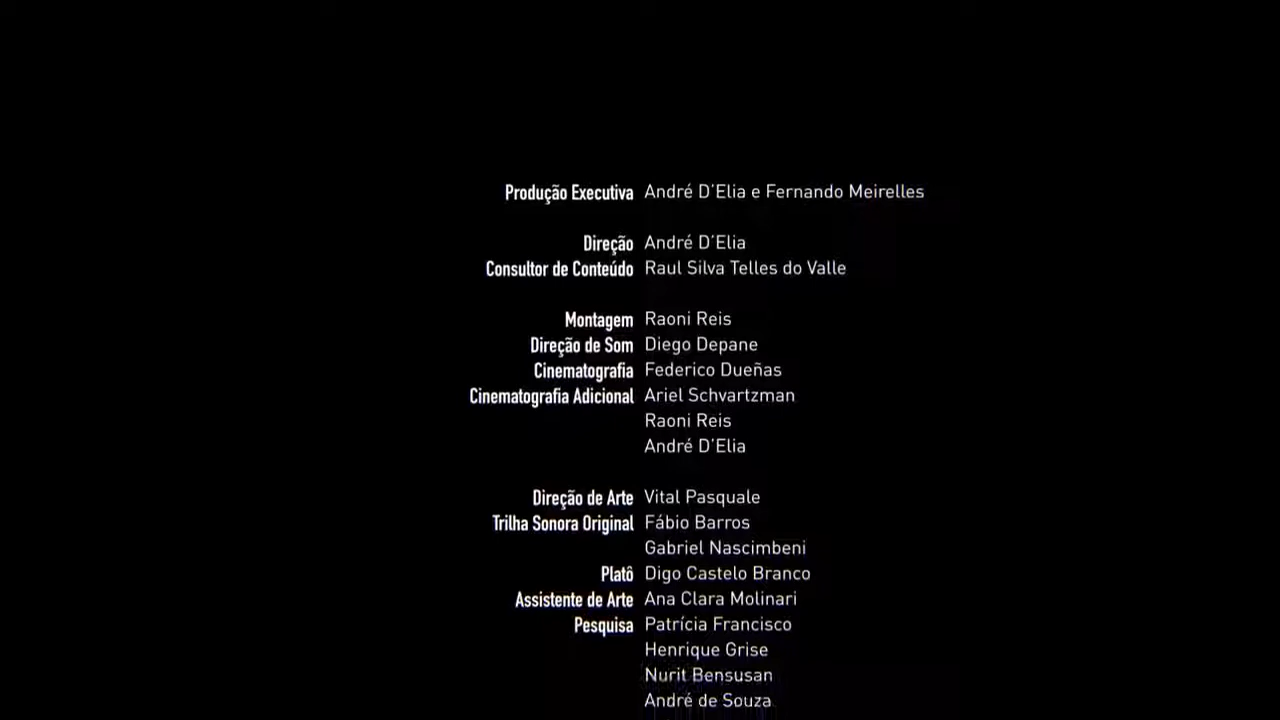 Produção Executiva André D'Elia e Fernando Meirelles
Direção André D'Elia
Consultor de Conteúdo Raul Silva Telles do Valle
Montagem Raoni Reis
Direção de Som Diego Depane
Cinematografia Federico Dueñas
Cinematografia Adicional Ariel Schvartzman
Raoni Reis
André D'Elia
Direção de Arte Vital Pasquale
Trilha Sonora Original Fábio Barros
Gabriel Nascimbeni
Platô Digo Castelo Branco
Assistente de Arte Ana Clara Molinari
Pesquisa Patrícia Francisco
Henrique Grise
Nurit Bensusan
André de Souza